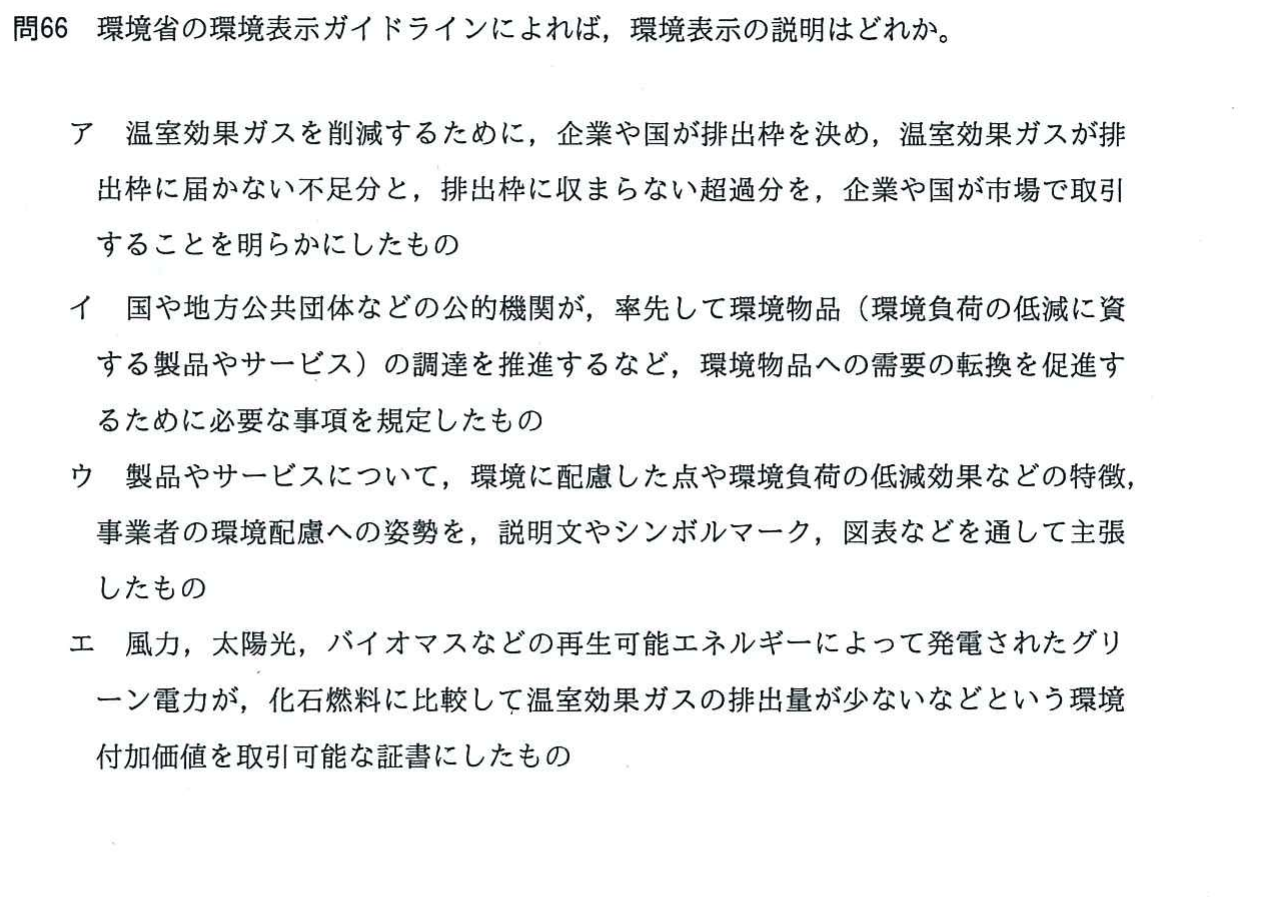 問66 環境省の環境表示ガイドラインによれば，環境表示の説明はどれか。
ア 温室効果ガスを削減するために，企業や国が排出枠を決め，温室効果ガスが排
出枠に届かない不足分と，排出枠に収まらない超過分を，企業や国が市場で取引
することを明らかにしたもの
イ 国や地方公共団体などの公的機関が，率先して環境物品（環境負荷の低減に資
する製品やサービス）の調達を推進するなど，環境物品への需要の転換を促進す
るために必要な事項を規定したもの
ウ 製品やサービスについて，環境に配慮した点や環境負荷の低減効果などの特徴，
事業者の環境配慮への姿勢を，説明文やシンボルマーク，図表などを通して主張
したもの
エ 風力，太陽光，バイオマスなどの再生可能エネルギーによって発電されたグリ
ーン電力が，化石燃料に比較して温室効果ガスの排出量が少ないなどという環境
付加価値を取引可能な証書にしたもの